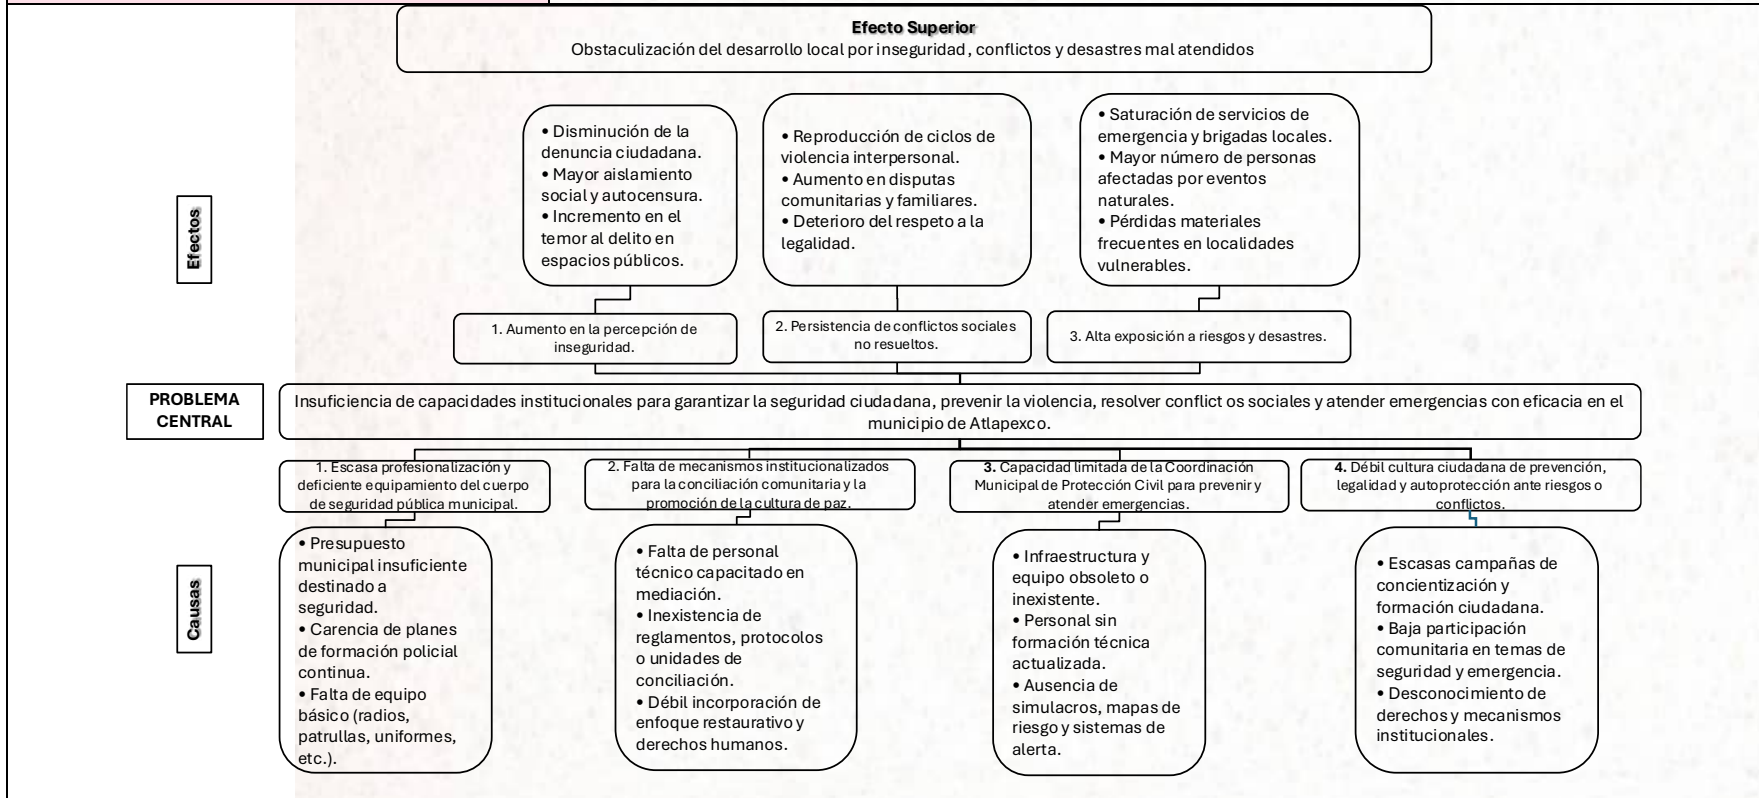 Efecto Superior
Obstaculización del desarrollo local por inseguridad, conflictos y desastres mal atendidos
Efectos
• Disminución de la
denuncia ciudadana.
• Mayor aislamiento
social y autocensura.
• Incremento en el
temor al delito en
espacios públicos.
• Reproducción de ciclos de
violencia interpersonal.
• Aumento en disputas
comunitarias y familiares.
• Deterioro del respeto a la
legalidad.
• Saturación de servicios de
emergencia y brigadas locales.
• Mayor número de personas
afectadas por eventos
naturales.
• Pérdidas materiales
frecuentes en localidades
vulnerables.
1. Aumento en la percepción de
inseguridad.
2. Persistencia de conflictos sociales
no resueltos.
3. Alta exposición a riesgos y desastres.
PROBLEMA
CENTRAL
Insuficiencia de capacidades institucionales para garantizar la seguridad ciudadana, prevenir la violencia, resolver conflict os sociales y atender emergencias con eficacia en el
municipio de Atlapexco.
1. Escasa profesionalización y
deficiente equipamiento del cuerpo
de seguridad pública municipal.
2. Falta de mecanismos institucionalizados
para la conciliación comunitaria y la
promoción de la cultura de paz.
3. Capacidad limitada de la Coordinación
Municipal de Protección Civil para prevenir y
atender emergencias.
4. Débil cultura ciudadana de prevención,
legalidad y autoprotección ante riesgos o
conflictos.
Causas
• Presupuesto
municipal insuficiente
destinado a
seguridad.
• Carencia de planes
de formación policial
continua.
• Falta de equipo
básico (radios,
patrullas, uniformes,
etc.).
• Falta de personal
técnico capacitado en
mediación.
• Inexistencia de
reglamentos, protocolos
o unidades de
conciliación.
• Débil incorporación de
enfoque restaurativo y
derechos humanos.
• Infraestructura y
equipo obsoleto o
inexistente.
• Personal sin
formación técnica
actualizada.
• Ausencia de
simulacros, mapas de
riesgo y sistemas de
alerta.
• Escasas campañas de
concientización y
formación ciudadana.
• Baja participación
comunitaria en temas de
seguridad y emergencia.
• Desconocimiento de
derechos y mecanismos
institucionales.